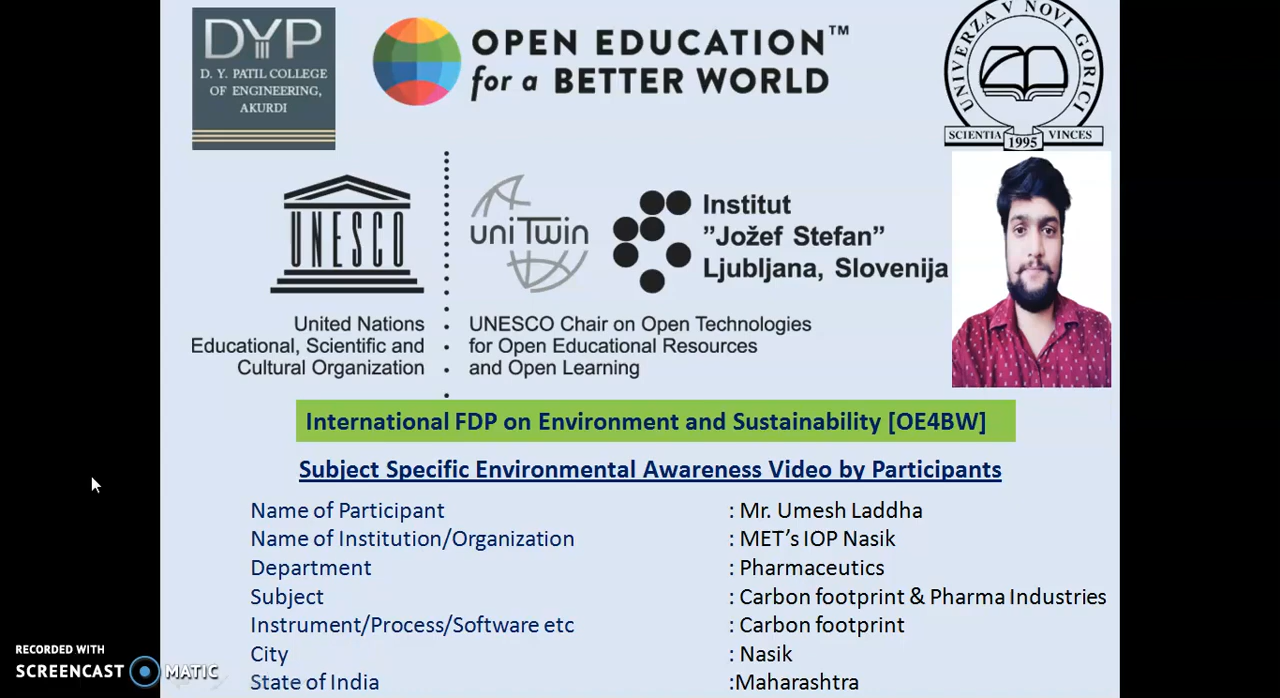 DYP
D. Y. PATIL COLLEGE
OF ENGINEERING,
AKURDI
OPEN EDUCATION™
for a BETTER WORLD
UNIVERZA V NOVI GORICI
SCIENTIA VINCES
1995
UNESCO
uniTwin
Institut
”Jožef Stefan”
Ljubljana, Slovenija
United Nations
Educational, Scientific and
Cultural Organization
UNESCO Chair on Open Technologies
for Open Educational Resources
and Open Learning
International FDP on Environment and Sustainability [OE4BW]
Subject Specific Environmental Awareness Video by Participants
Name of Participant : Mr. Umesh Laddha
Name of Institution/Organization : MET’s IOP Nasik
Department : Pharmaceutics
Subject : Carbon footprint & Pharma Industries
Instrument/Process/Software etc : Carbon footprint
City : Nasik
State of India :Maharashtra
RECORDED WITH
SCREENCAST MATIC